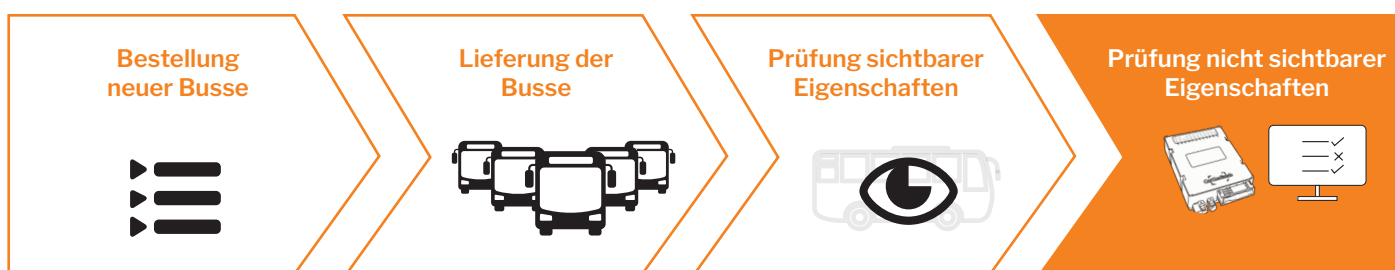 Bestellung
neuer Busse
Lieferung der
Busse
Prüfung sichtbarer
Eigenschaften
Prüfung nicht sichtbarer
Eigenschaften